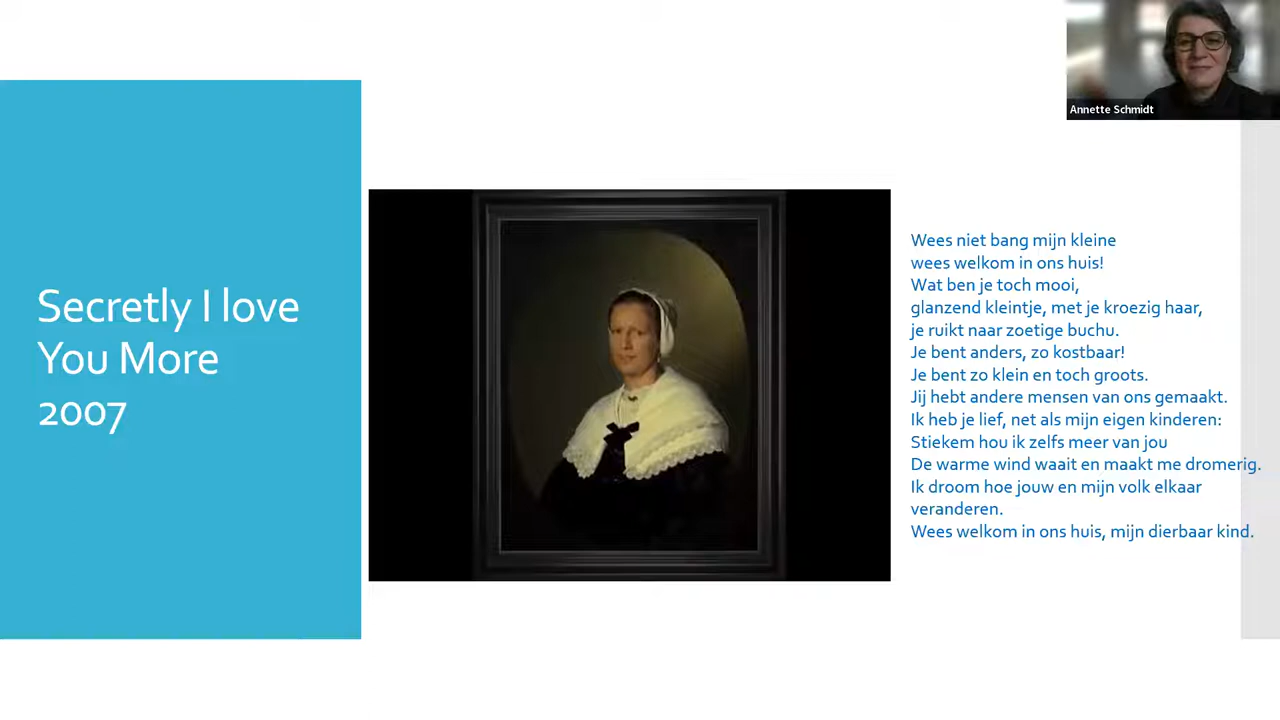 Annette Schmidt
Secretly I love
You More
2007
Wees niet bang mijn kleine
wees welkom in ons huis!
Wat ben je toch mooi,
glanzend kleintje, met je kroezig haar,
je ruikt naar zoetige buchu.
Je bent anders, zo kostbaar!
Je bent zo klein en toch groots.
Jij hebt andere mensen van ons gemaakt.
Ik heb je lief, net als mijn eigen kinderen:
Stiekem hou ik zelfs meer van jou
De warme wind waait en maakt me dromerig.
Ik droom hoe jouw en mijn volk elkaar
veranderen.
Wees welkom in ons huis, mijn dierbaar kind.